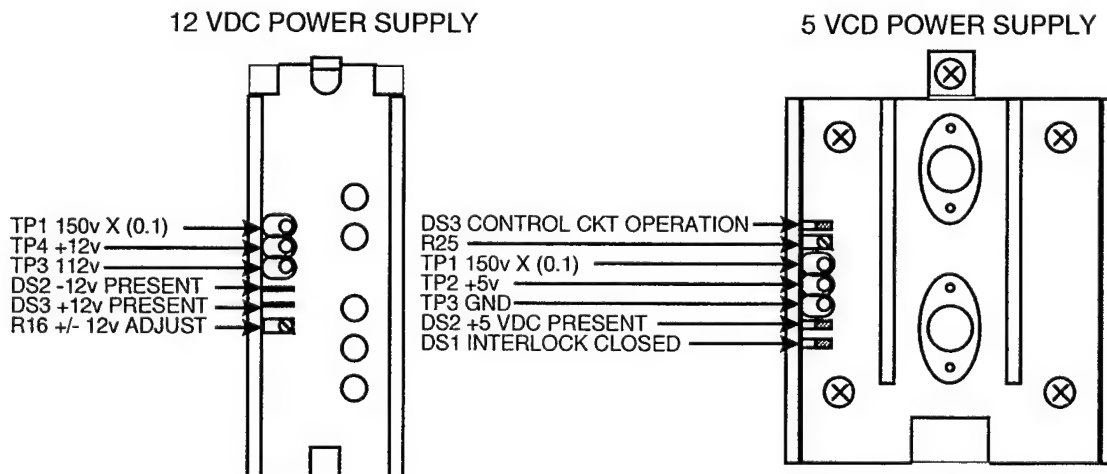 12 VDC POWER SUPPLY
TP1 150v X (0.1)
TP4 +12v
TP3 112v
DS2 -12v PRESENT
DS3 +12v PRESENT
R16 +/- 12v ADJUST
5 VCD POWER SUPPLY
DS3 CONTROL CKT OPERATION
R25
TP1 150v X (0.1)
TP2 +5v
TP3 GND
DS2 +5 VDC PRESENT
DS1 INTERLOCK CLOSED